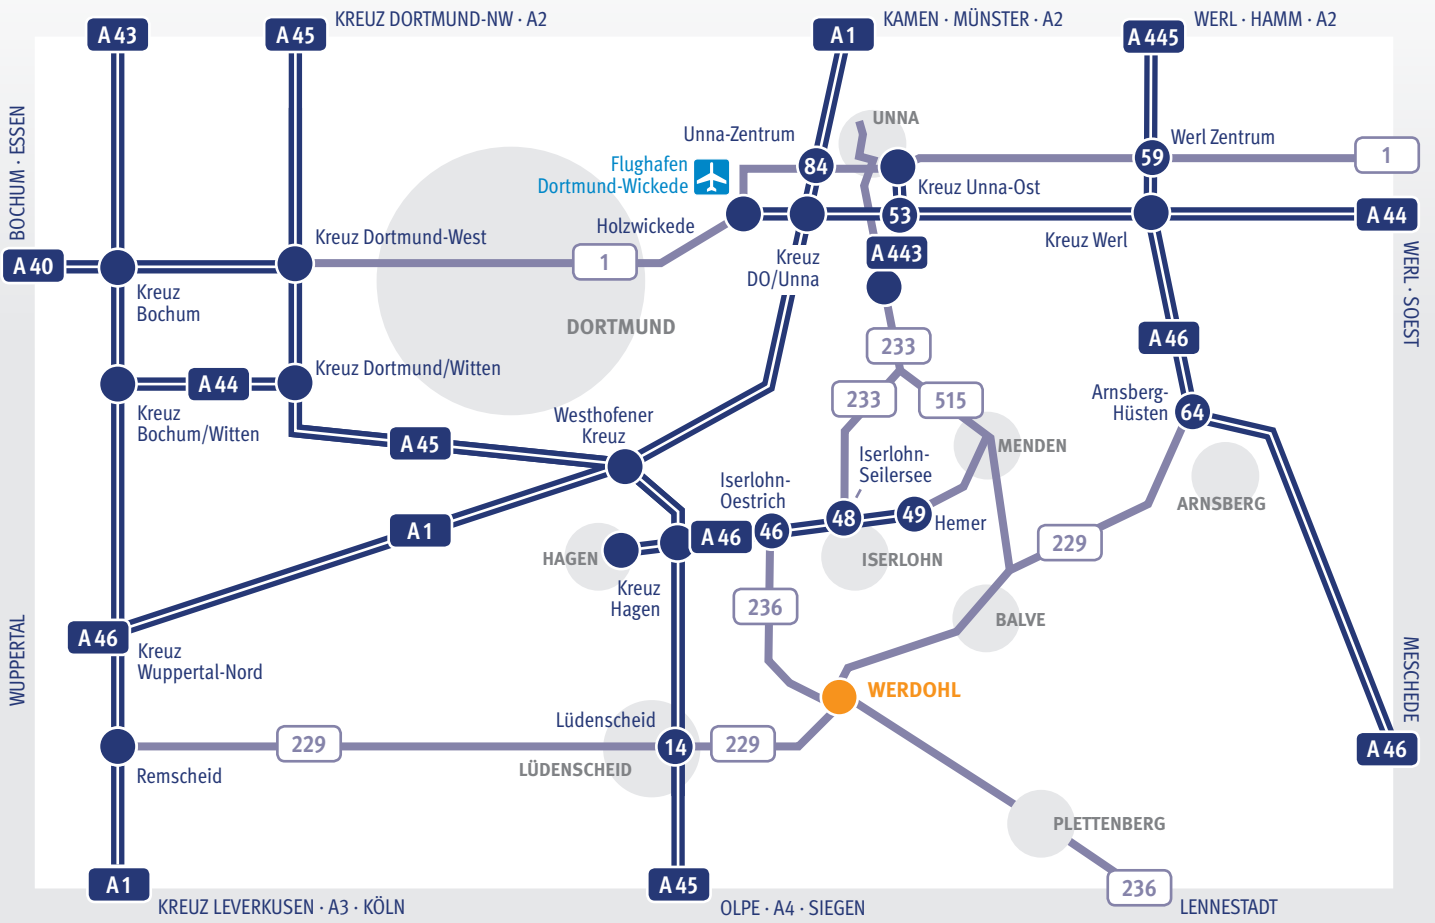 KREUZ DORTMUND-NW · A2
KAMEN · MÜNSTER · A2
WERL · HAMM · A2
A 43
A 45
A 1
A 445
BOCHUM · ESSEN
UNNA
Unna-Zentrum
84
Werl Zentrum
59
1
Flughafen
Dortmund-Wickede
Kreuz Unna-Ost
53
Holzwickede
A 44
Kreuz Dortmund-West
Kreuz Werl
A 40
1
Kreuz
DO/Unna
A 443
WERL · SOEST
Kreuz
Bochum
DORTMUND
233
A 46
Kreuz Dortmund/Witten
A 44
233
515
Arnsberg-
Hüsten
64
Kreuz
Bochum/Witten
Westhofener
Kreuz
A 45
MENDEN
Iserlohn-
Seilersee
Iserlohn-
Oestrich
ARNSBERG
A 1
A 46
46
48
49
Hemer
229
HAGEN
ISERLOHN
Kreuz
Hagen
236
BALVE
WUPPERTAL
A 46
Kreuz
Wuppertal-Nord
MESCHEDE
WERDOHL
Lüdenscheid
229
14
229
A 46
LÜDENSCHEID
Remscheid
PLETTENBERG
A 1
A 45
236
KREUZ LEVERKUSEN · A3 · KÖLN
OLPE · A4 · SIEGEN
LENNESTADT